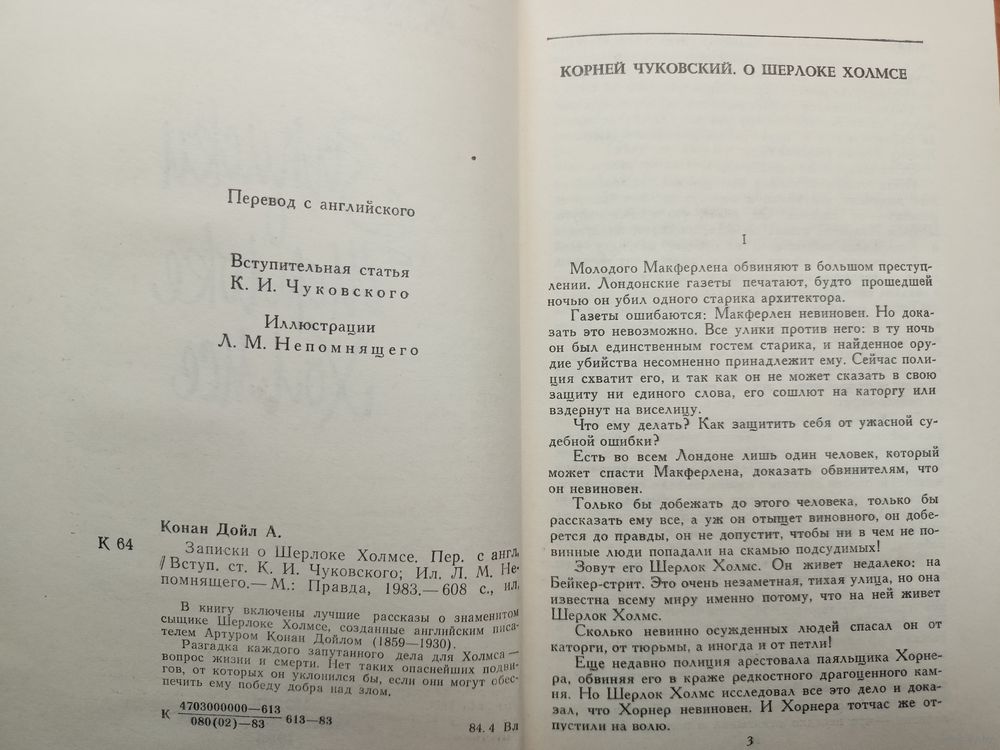 Перевод с английского
Вступительная статья
К. И. Чуковского
Иллюстрации
Л. М. Непомнящего
Конан Дойл А.
К 64
Записки о Шерлоке Холмсе. Пер. с англ.
/Вступ. ст. К. И. Чуковского; Ил. Л. М. Не-
помнящего.— М.: Правда, 1983.— 608 с., ил.
В книгу включены лучшие рассказы о знаменитом
сыщике Шерлоке Холмсе, созданные английским писа-
телем Артуром Конан Дойлом (1859—1930).
Разгадка каждого запутанного дела для Холмса—
вопрос жизни и смерти. Нет таких опаснейших подви-
гов, от которых он уклонился бы, если они могут обес-
печить ему победу добра над злом.
К 4703000000—613
080(02)—83 613—83
84. 4 Вл
КОРНЕЙ ЧУКОВСКИЙ. О ШЕРЛОКЕ ХОЛМСЕ
I
Молодого Макферлена обвиняют в большом преступ-
лении. Лондонские газеты печатают, будто прошедшей
ночью он убил одного старика архитектора.
Газеты ошибаются: Макферлен невиновен. Но дока-
зать это невозможно. Все улики против него: в ту ночь
он был единственным гостем старика, и найденное ору-
дие убийства несомненно принадлежит ему. Сейчас поли-
ция схватит его, и так как он не может сказать в свою
защиту ни единого слова, его сошлют на каторгу или
вздернут на виселицу.
Что ему делать? Как защитить себя от ужасной су-
дебной ошибки?
Есть во всем Лондоне лишь один человек, который
может спасти Макферлена, доказать обвинителям, что
он невиновен.
Только бы добежать до этого человека, только бы
рассказать ему все, а уж он отыщет виновного, он добе-
рется до правды, он не допустит, чтобы ни в чем не по-
винные люди попадали на скамью подсудимых!
Зовут его Шерлок Холмс. Он живет недалеко: на
Бейкер-стрит. Это очень незаметная, тихая улица, но она
известна всему миру именно потому, что на ней живет
Шерлок Холмс.
Сколько невинно осужденных людей спасал он от
каторги, от тюрьмы, а иногда и от петли!
Еще недавно полиция арестовала паяльщика Хорне-
ра, обвиняя его в краже редкостного драгоценного кам-
ня. Но Шерлок Холмс исследовал все это дело и дока-
зал, что Хорнер невиновен. И Хорнера тотчас же от-
пустили на волю.
3